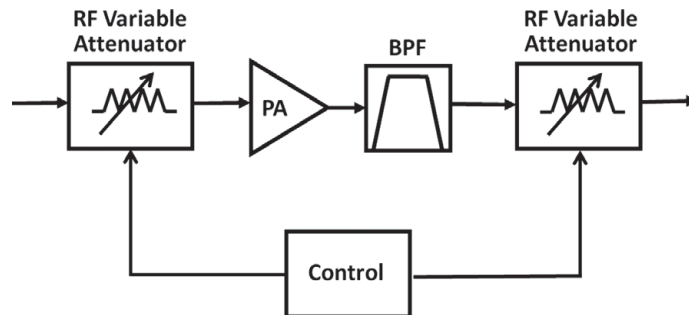 RF Variable
Attenuator
PA
BPF
RF Variable
Attenuator
Control